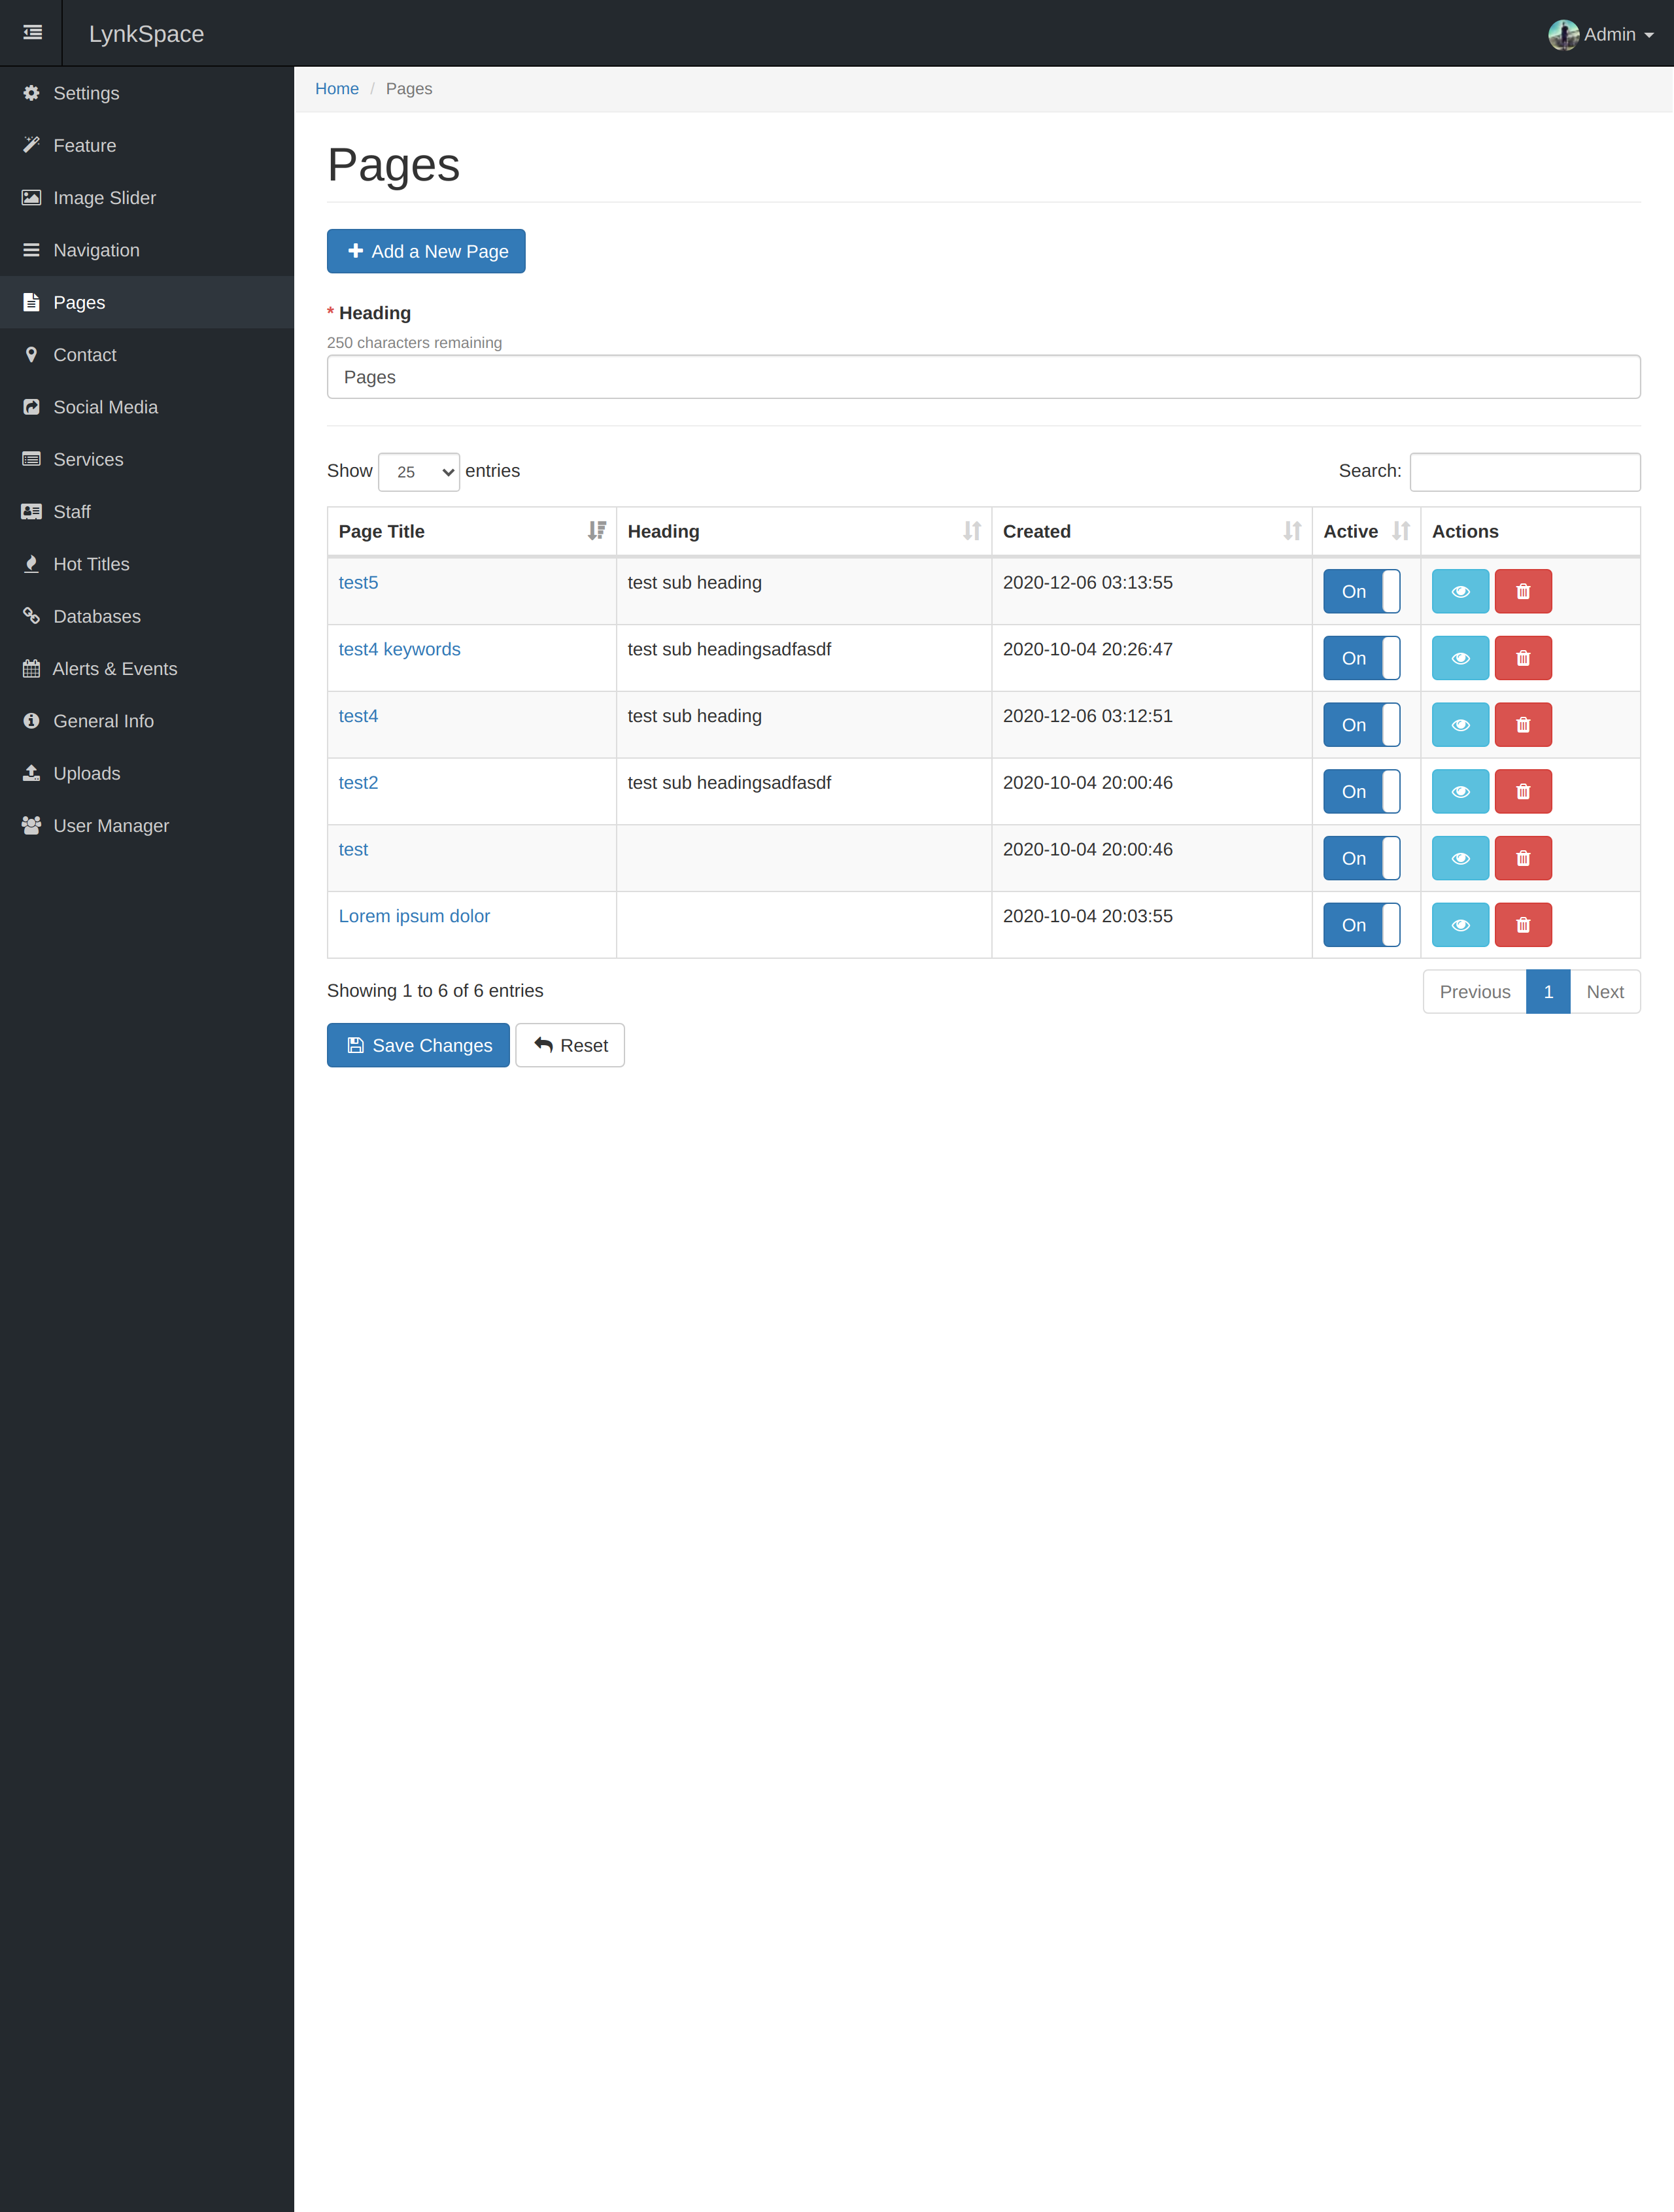 LynkSpace
Admin
Settings
Feature
Image Slider
Navigation
Pages
Contact
Social Media
Services
Staff
Hot Titles
Databases
Alerts & Events
General Info
Uploads
User Manager
Home / Pages
Pages
Add a New Page
* Heading
250 characters remaining
Pages
Show 25 entries
Search:
Page Title Heading Created Active Actions
test5 test sub heading 2020-12-06 03:13:55 On
test4 keywords test sub headingsadfasdf 2020-10-04 20:26:47 On
test4 test sub heading 2020-12-06 03:12:51 On
test2 test sub headingsadfasdf 2020-10-04 20:00:46 On
test 2020-10-04 20:00:46 On
Lorem ipsum dolor 2020-10-04 20:03:55 On
Showing 1 to 6 of 6 entries
Previous 1 Next
Save Changes Reset